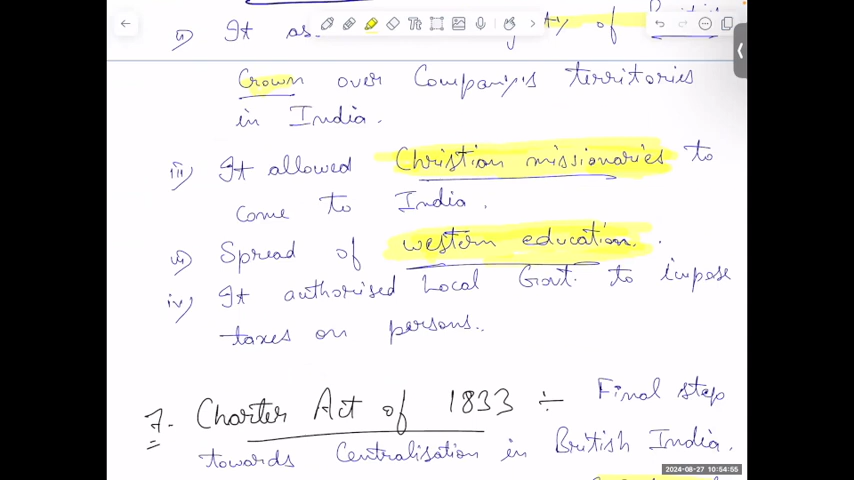 ii) It as ty of
Crown over Company's territories
in India.
iii) It allowed Christian missionaries to
come to India.
v) Spread of western education.
iv) It authorised Local Govt. to impose
taxes on persons..
7. Charter Act of 1833 ÷ Final step
towards Centralisation in British India.
2024-08-27 10:54:55